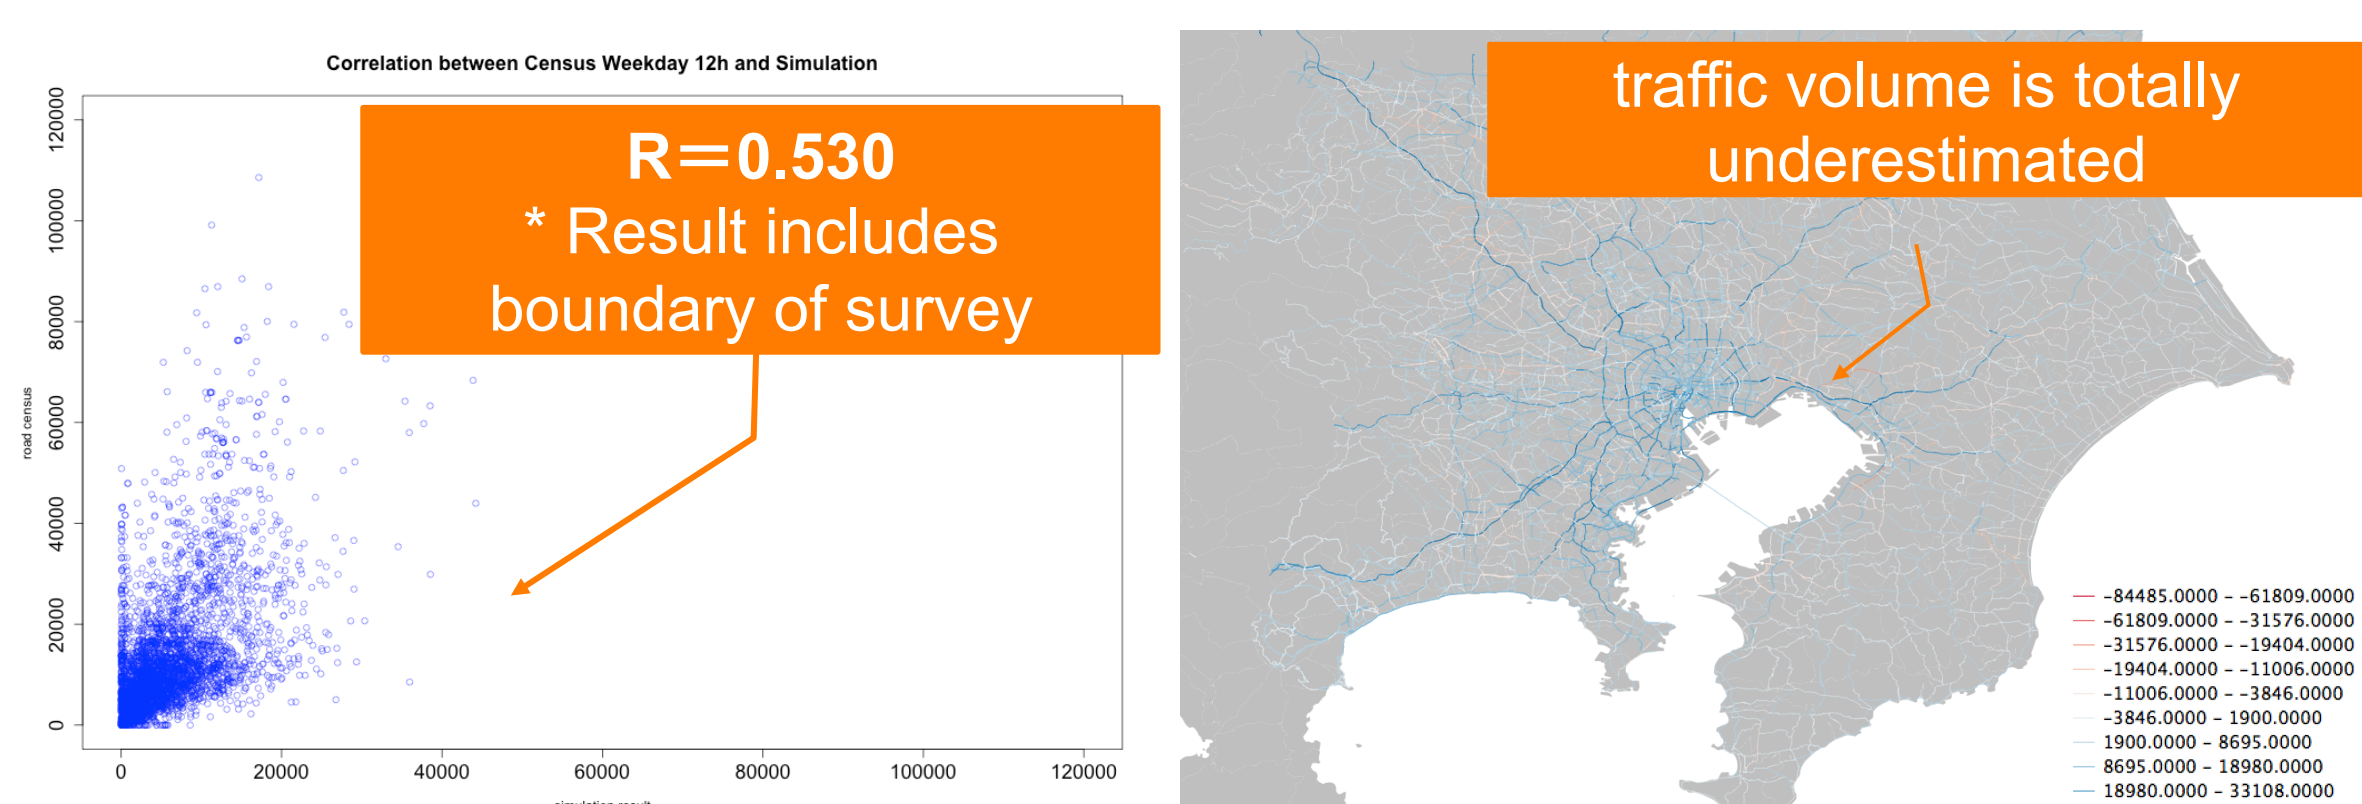 Correlation between Census Weekday 12h and Simulation
R＝0.530
* Result includes
boundary of survey
road census
120000
100000
80000
60000
40000
20000
0
0 20000 40000 60000 80000 100000 120000
simulation result
traffic volume is totally
underestimated
-84485.0000 - -61809.0000
-61809.0000 - -31576.0000
-31576.0000 - -19404.0000
-19404.0000 - -11006.0000
-11006.0000 - -3846.0000
-3846.0000 - 1900.0000
1900.0000 - 8695.0000
8695.0000 - 18980.0000
18980.0000 - 33108.0000